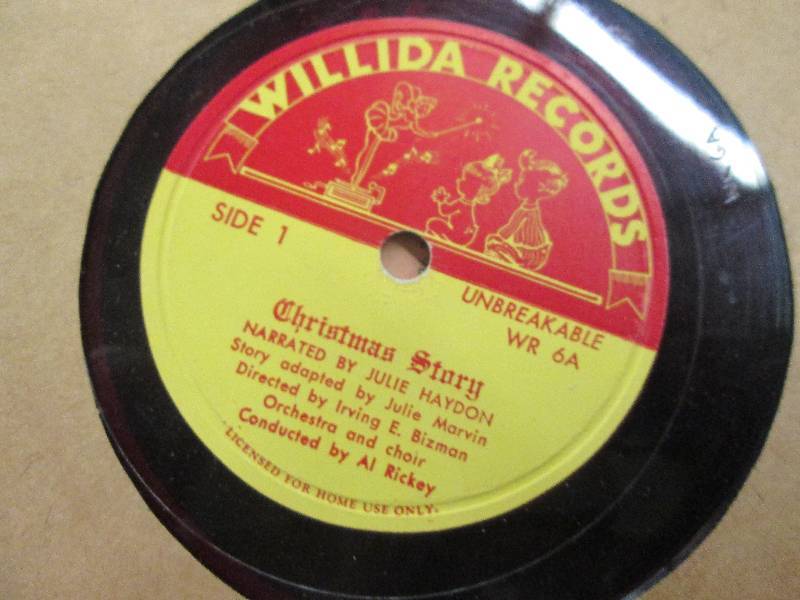 WILLIDA RECORDS
SIDE 1
UNBREAKABLE
WR 6A
Christmas Story
NARRATED BY JULIE HAYDON
Story adapted by Julie Marvin
Directed by Irving E. Bizman
Orchestra and choir
Conducted by Al Rickey
LICENSED FOR HOME USE ONLY